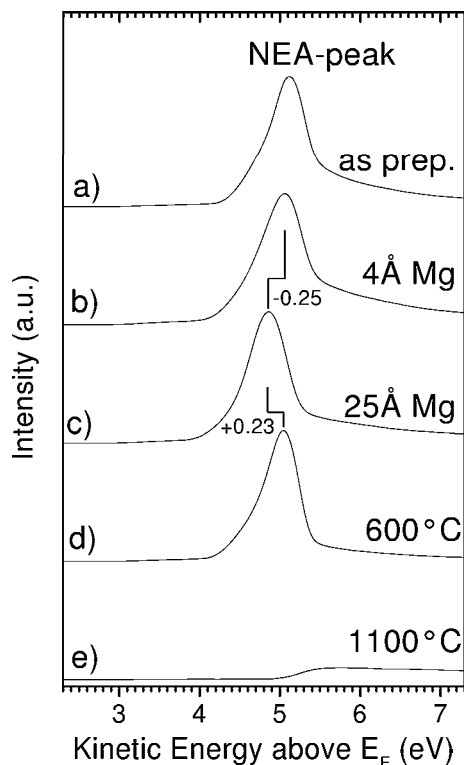 NEA-peak
as prep.
a)
4Å Mg
-0.25
b)
25Å Mg
+0.23
c)
600°C
d)
1100°C
e)
3 4 5 6 7
Kinetic Energy above E_F (eV)
Intensity (a.u.)